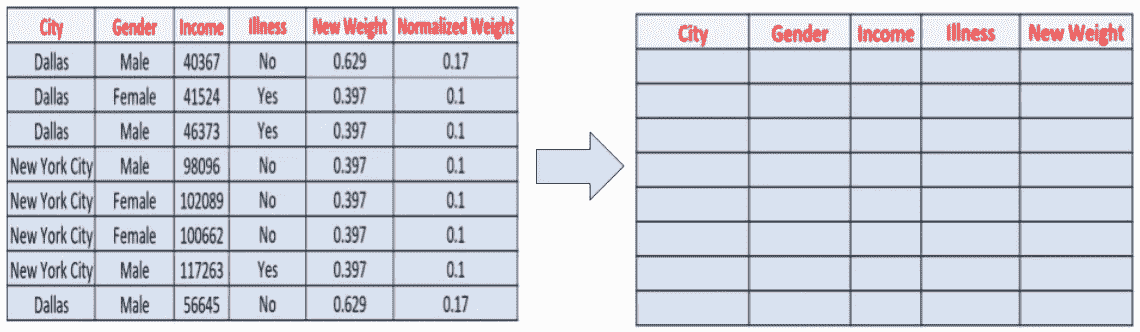 City Gender Income Illness New Weight Normalized Weight
Dallas Male 40367 No 0.629 0.17
Dallas Female 41524 Yes 0.397 0.1
Dallas Male 46373 Yes 0.397 0.1
New York City Male 98096 No 0.397 0.1
New York City Female 102089 No 0.397 0.1
New York City Female 100662 No 0.397 0.1
New York City Male 117263 Yes 0.397 0.1
Dallas Male 56645 No 0.629 0.17
City Gender Income Illness New Weight